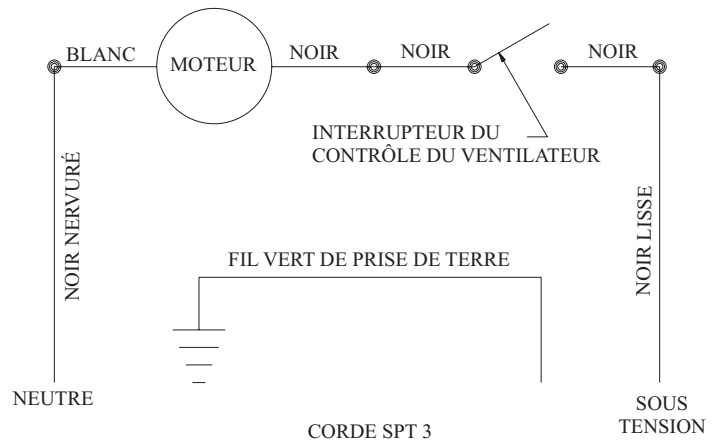 BLANC
MOTEUR
NOIR
NOIR
NOIR
INTERRUPTEUR DU
CONTRÔLE DU VENTILATEUR
NOIR NERVURÉ
NOIR LISSE
FIL VERT DE PRISE DE TERRE
NEUTRE
SOUS
TENSION
CORDE SPT 3